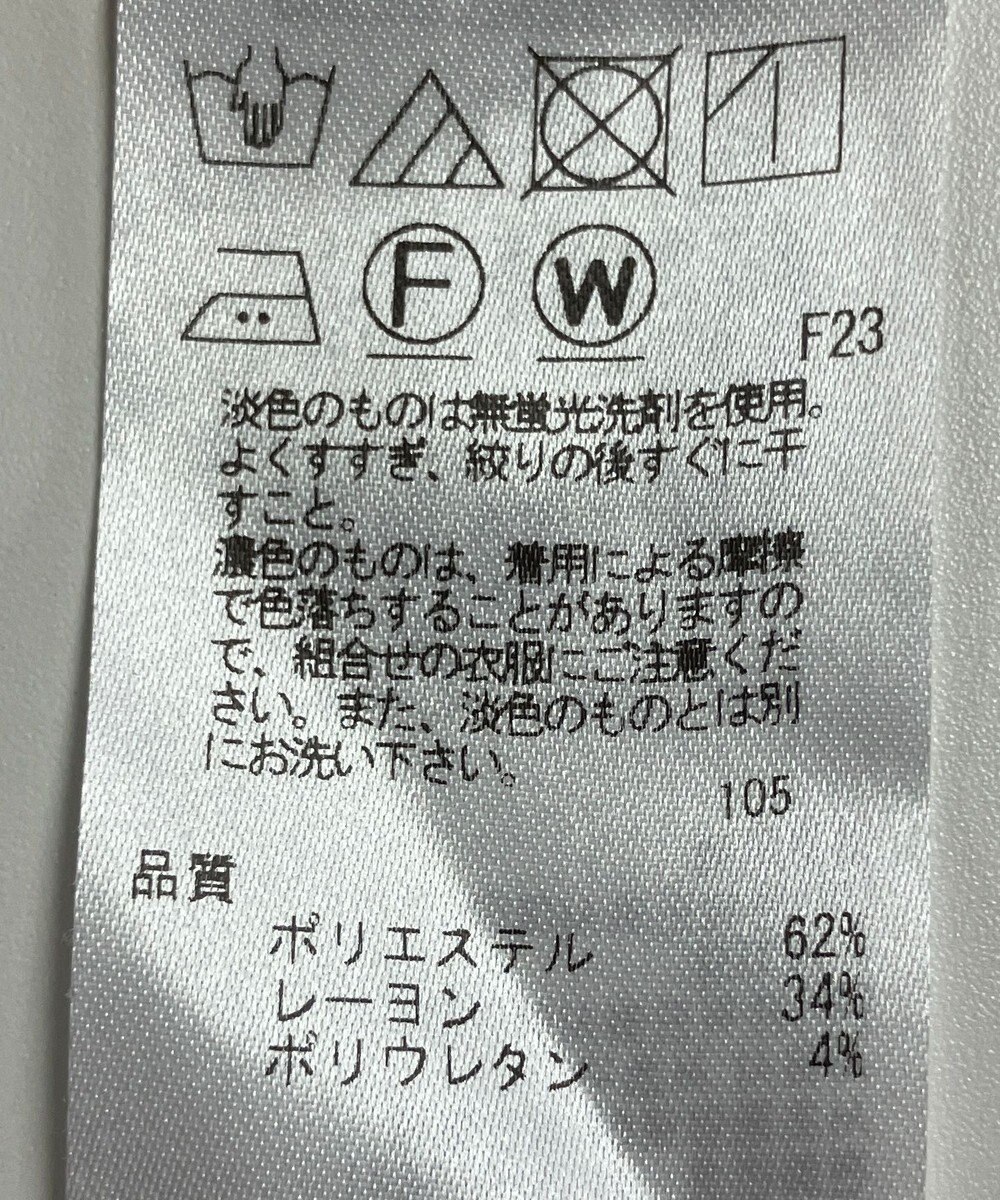 F
W
F23
淡色のものは無蛍光洗剤を使用。
よくすすぎ、絞りの後すぐに干
すこと。
濃色のものは、着用による摩擦
で色落ちすることがありますの
で、組合せの衣服にご注意くだ
さい。また、淡色のものとは別
にお洗い下さい。
105
品質
ポリエステル 62%
レーヨン 34%
ポリウレタン 4%